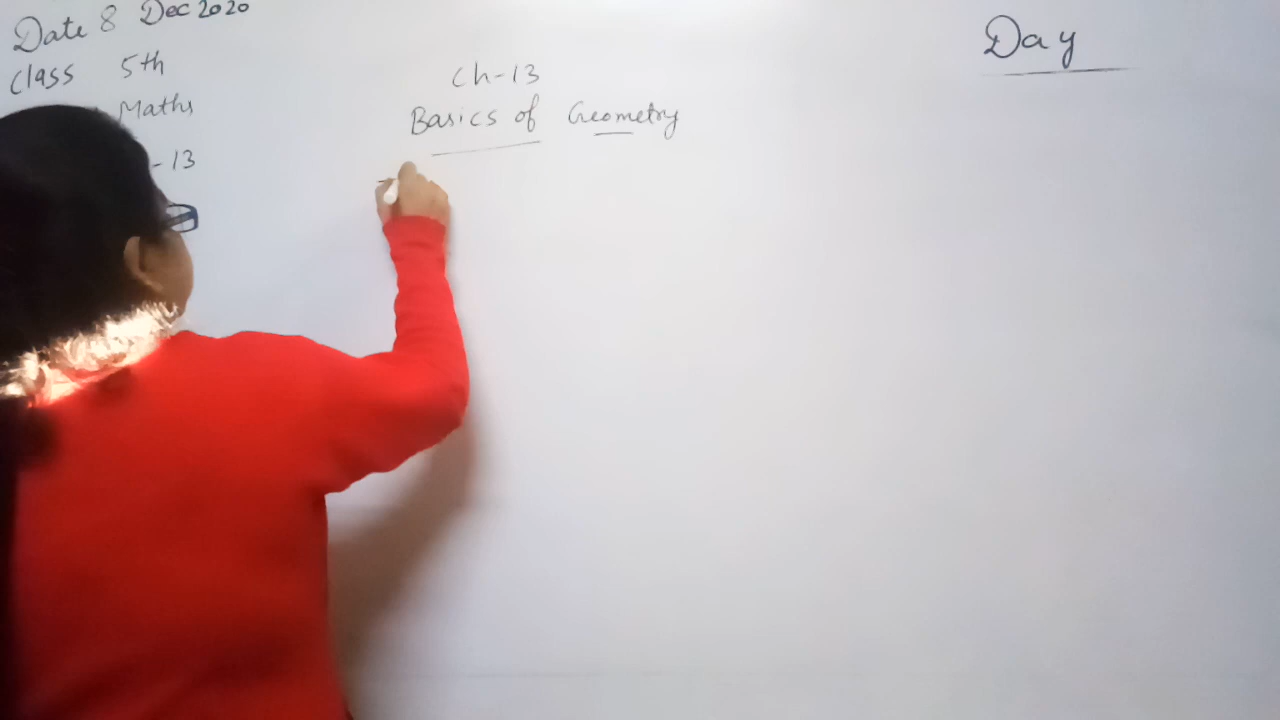 Date 8 Dec 2020
Class 5th
Maths
-13
Ch-13
Basics of Geometry
Day